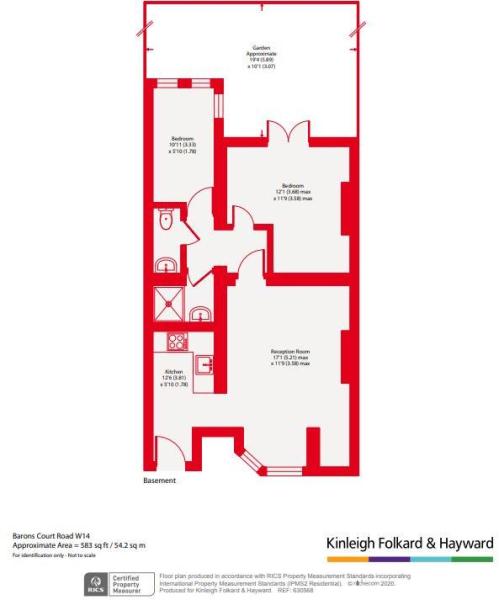 Garden
Approximate
19'4 (5.89)
x 10'1 (3.07)
Bedroom
10'11 (3.33)
x 5'10 (1.78)
Bedroom
12'1 (3.68) max
x 11'9 (3.58) max
Reception Room
17'1 (5.21) max
x 11'9 (3.58) max
Kitchen
12'6 (3.81)
x 5'10 (1.78)
Basement
Barons Court Road W14
Approximate Area = 583 sq ft / 54.2 sq m
For identification only - Not to scale
Kinleigh Folkard & Hayward
RICS
Certified
Property
Measurer
Floor plan produced in accordance with RICS Property Measurement Standards incorporating
International Property Measurement Standards (IPMS2 Residential). © nichecom 2020.
Produced for Kinleigh Folkard & Hayward. REF: 630568